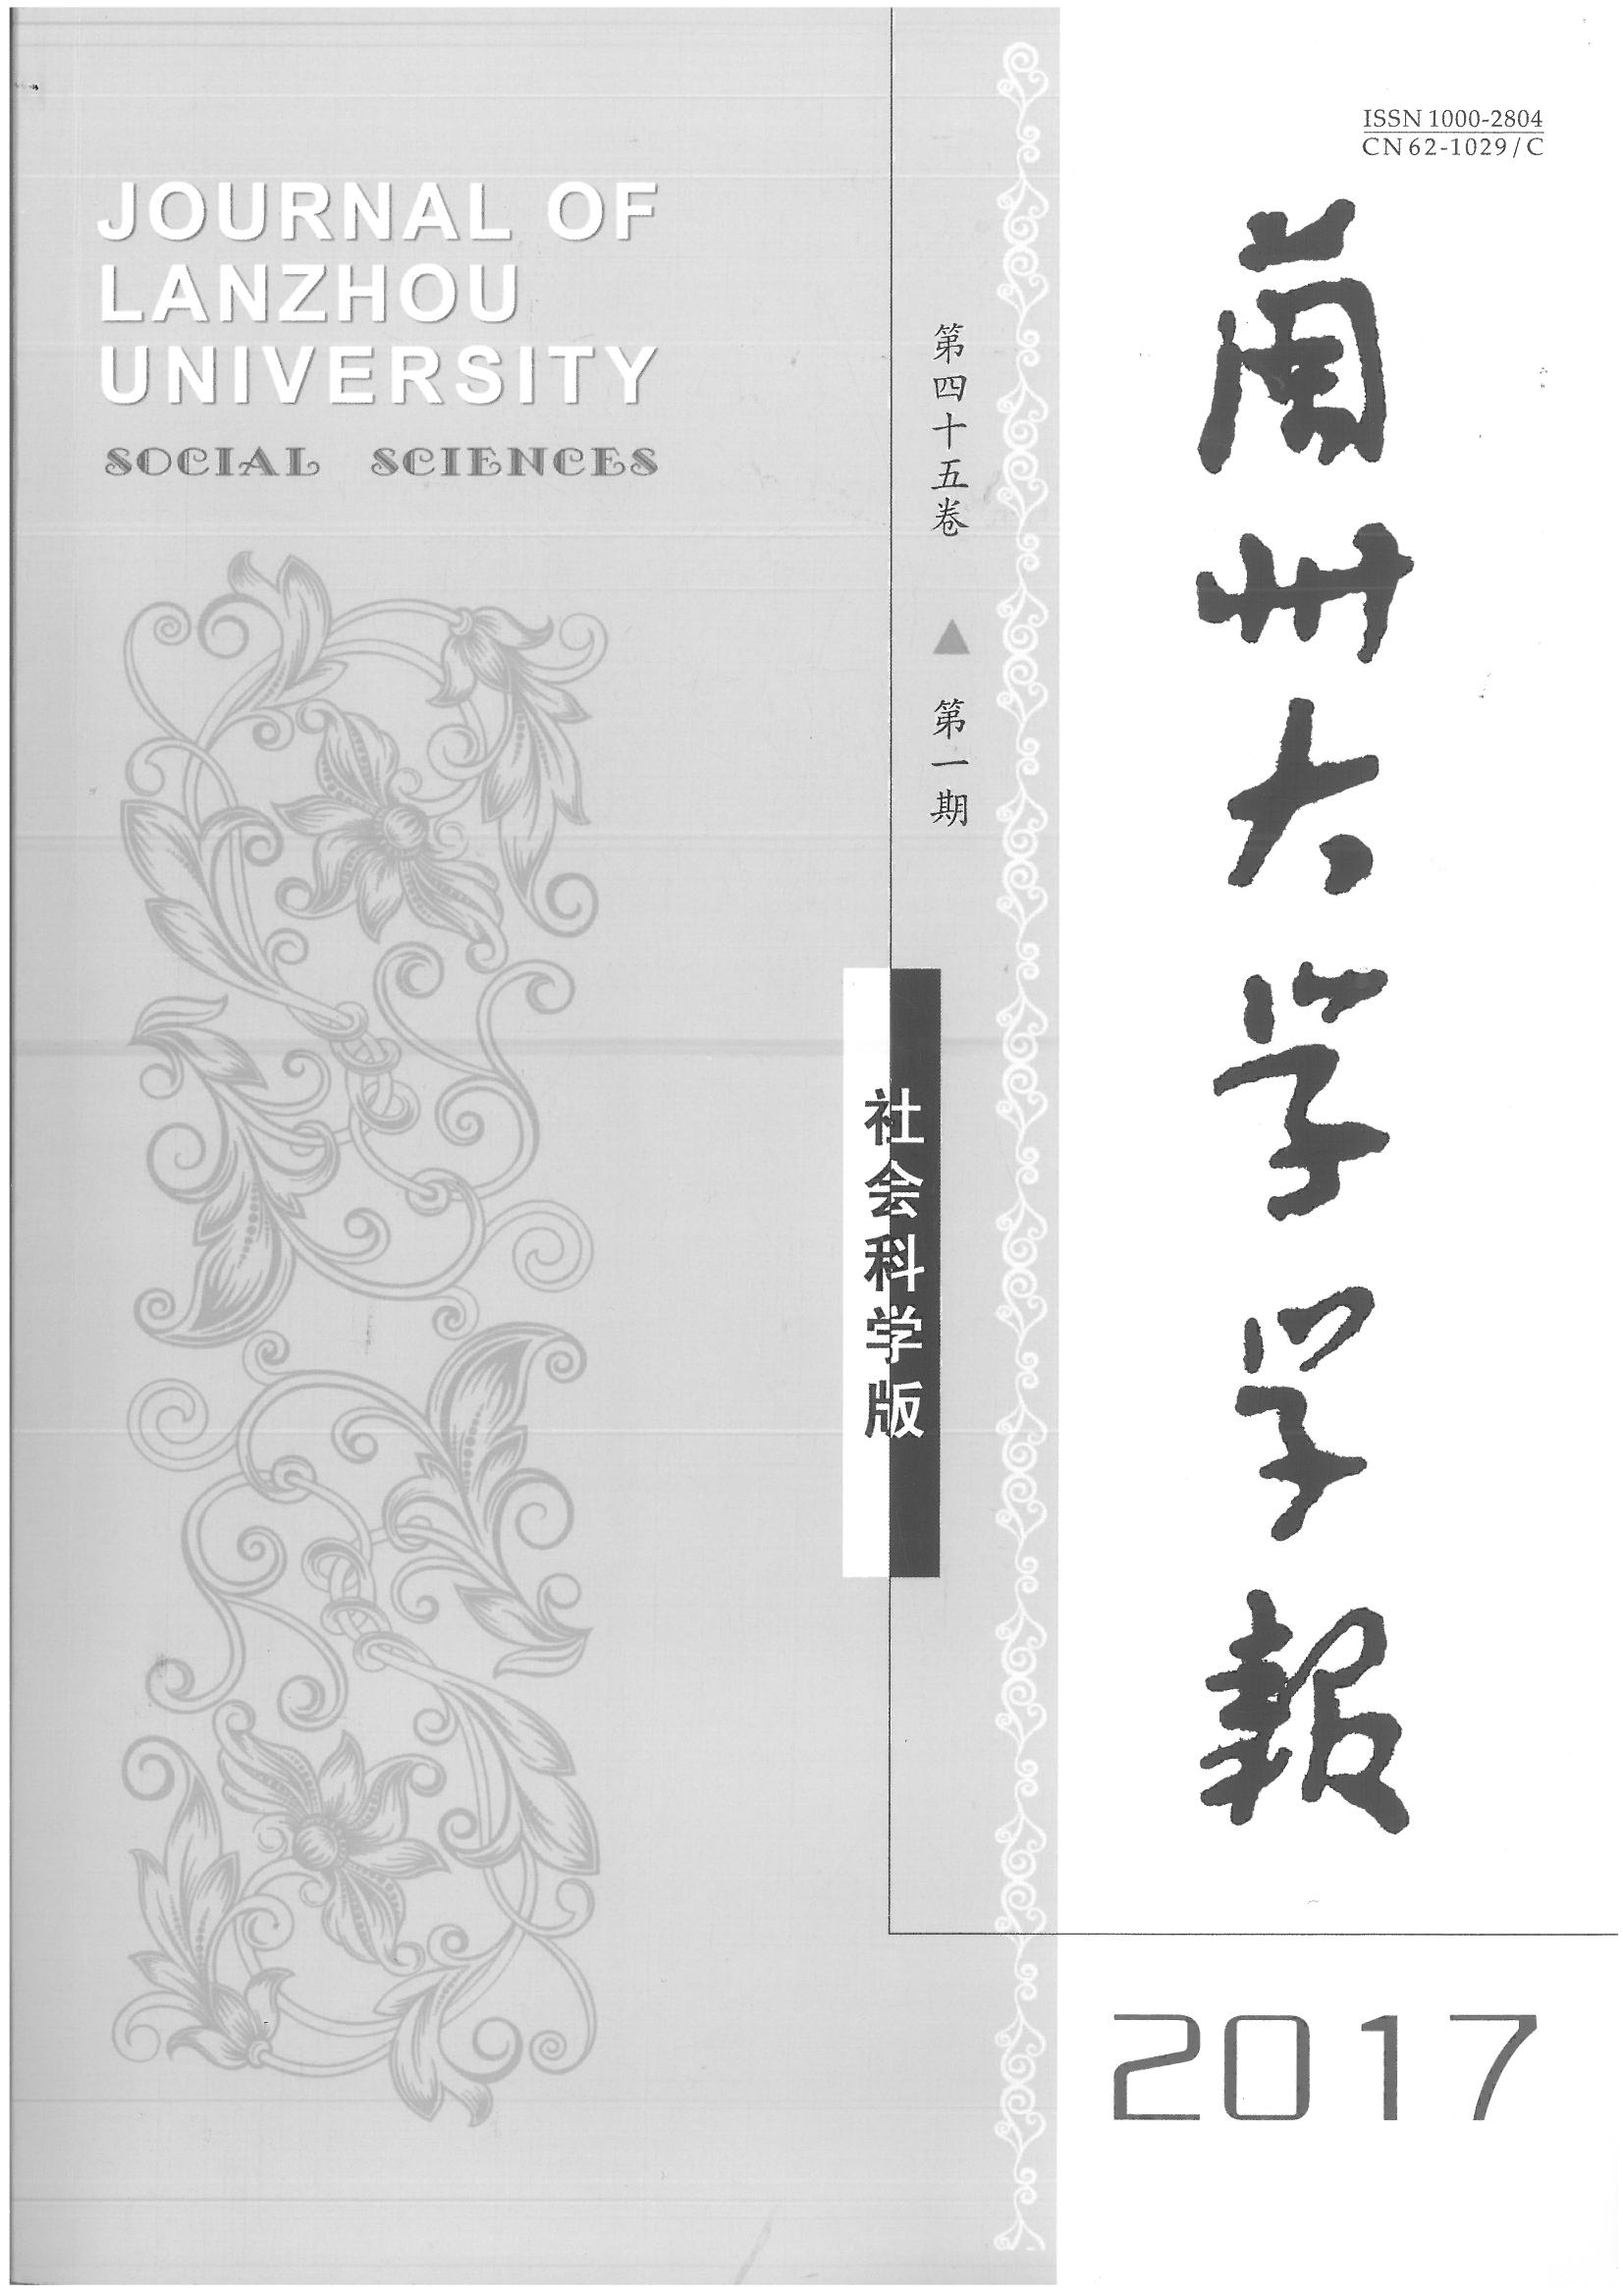 ISSN 1000-2804
CN 62-1029/C
JOURNAL OF
LANZHOU
UNIVERSITY
SOCIAL SCIENCES
第四十五卷 ▲ 第一期
社会科学版
蘭州大学学報
2017